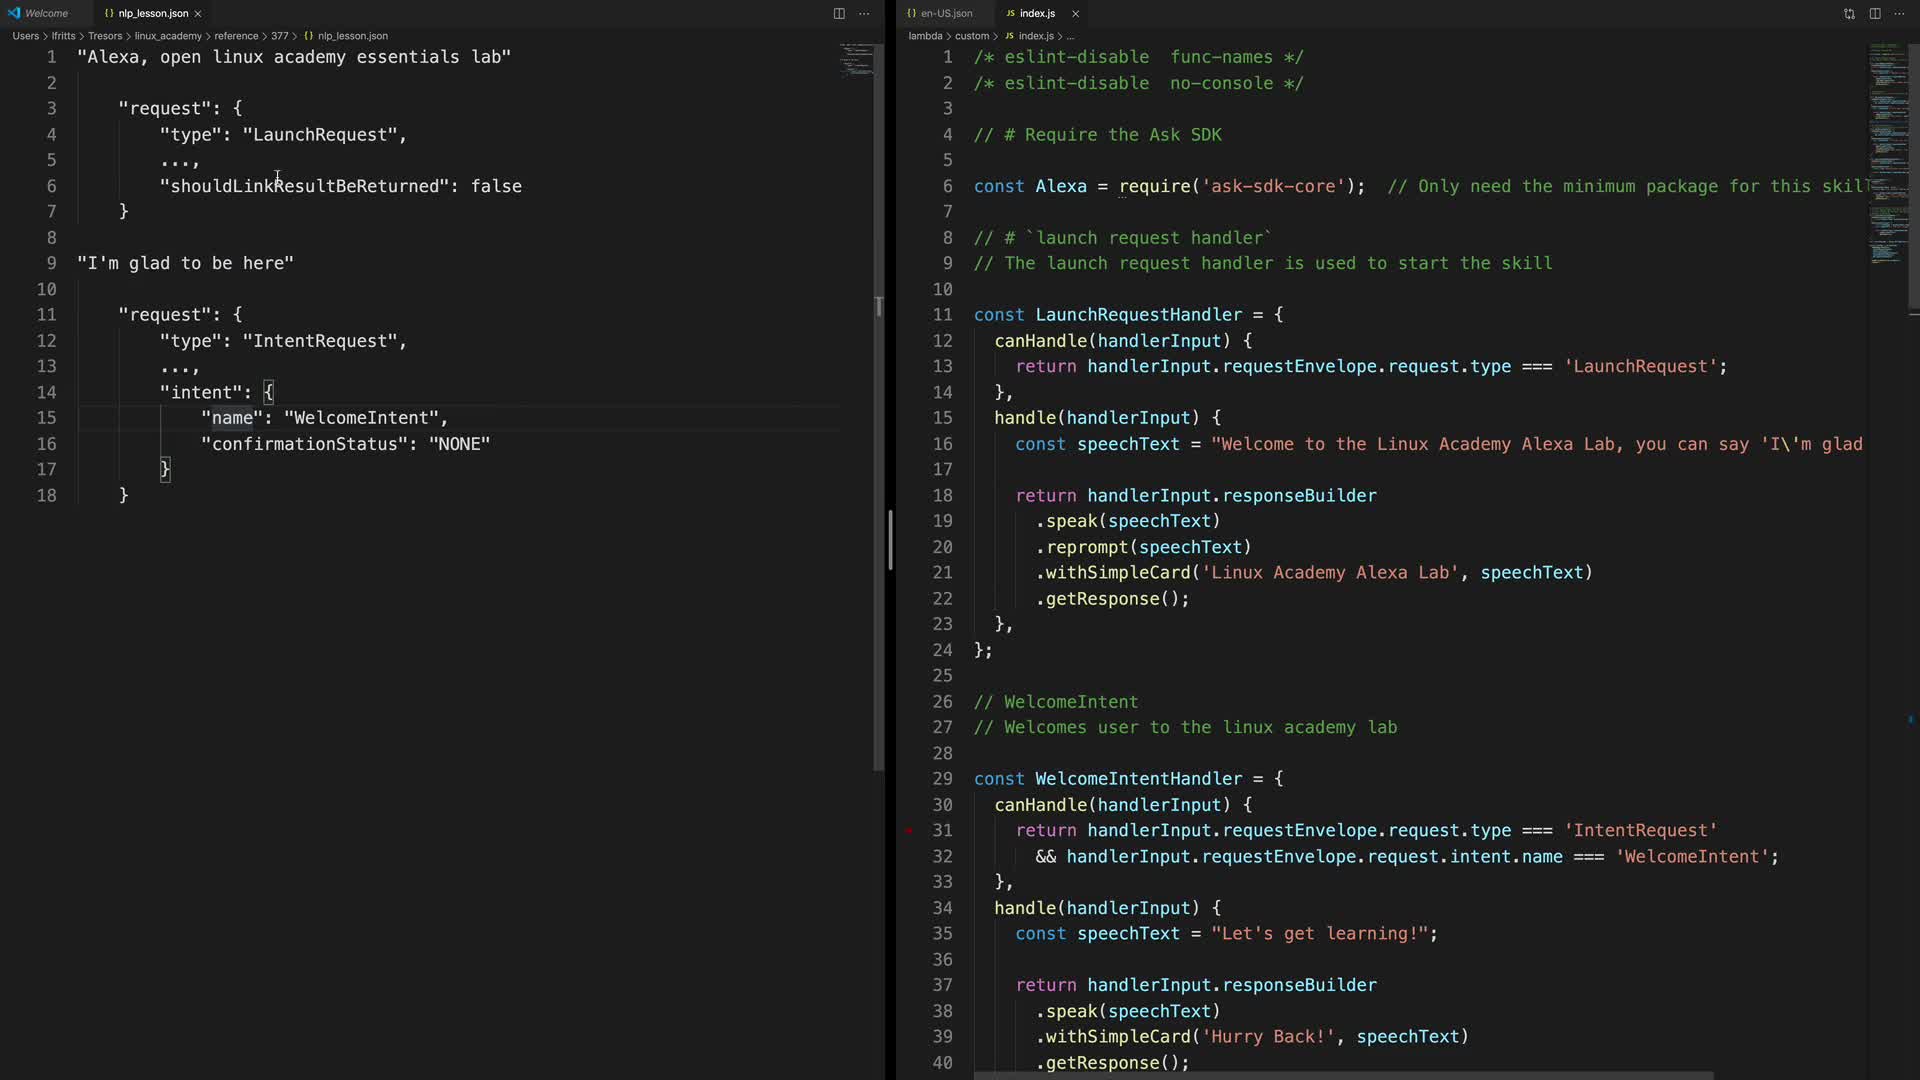 Welcome
{} nlp_lesson.json
Users > lfritts > Tresors > linux_academy > reference > 377 > {} nlp_lesson.json
1 "Alexa, open linux academy essentials lab"
2
3 "request": {
4 "type": "LaunchRequest",
5 ...,
6 "shouldLinkResultBeReturned": false
7 }
8
9 "I'm glad to be here"
10
11 "request": {
12 "type": "IntentRequest",
13 ...,
14 "intent": {
15 "name": "WelcomeIntent",
16 "confirmationStatus": "NONE"
17 }
18 }
{} en-US.json
JS index.js
lambda > custom > JS index.js > ...
1 /* eslint-disable  func-names */
2 /* eslint-disable  no-console */
3
4 // # Require the Ask SDK
5
6 const Alexa = require('ask-sdk-core');  // Only need the minimum package for this skill
7
8 // # `launch request handler`
9 // The launch request handler is used to start the skill
10
11 const LaunchRequestHandler = {
12 canHandle(handlerInput) {
13 return handlerInput.requestEnvelope.request.type === 'LaunchRequest';
14 },
15 handle(handlerInput) {
16 const speechText = "Welcome to the Linux Academy Alexa Lab, you can say 'I\'m glad
17
18 return handlerInput.responseBuilder
19 .speak(speechText)
20 .reprompt(speechText)
21 .withSimpleCard('Linux Academy Alexa Lab', speechText)
22 .getResponse();
23 },
24 };
25
26 // WelcomeIntent
27 // Welcomes user to the linux academy lab
28
29 const WelcomeIntentHandler = {
30 canHandle(handlerInput) {
31 return handlerInput.requestEnvelope.request.type === 'IntentRequest'
32 && handlerInput.requestEnvelope.request.intent.name === 'WelcomeIntent';
33 },
34 handle(handlerInput) {
35 const speechText = "Let's get learning!";
36
37 return handlerInput.responseBuilder
38 .speak(speechText)
39 .withSimpleCard('Hurry Back!', speechText)
40 .getResponse();